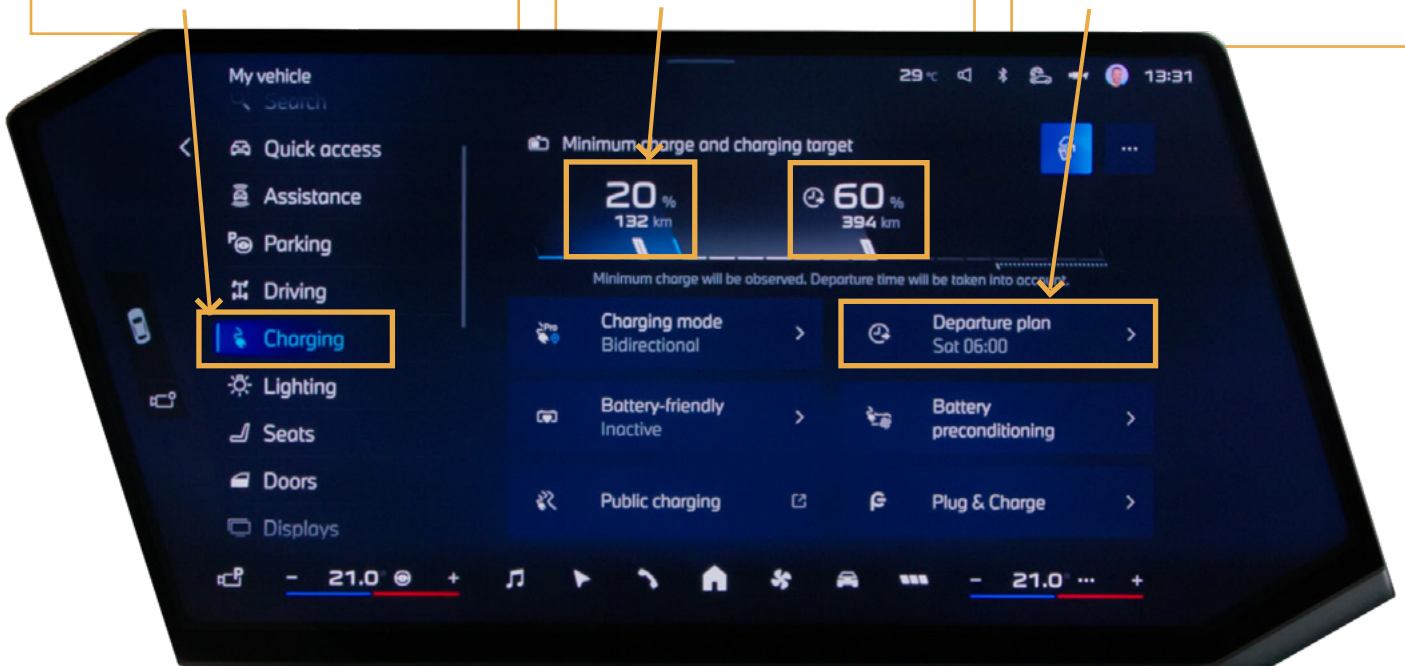 My vehicle
29 °C
13:31
Search
Quick access
Assistance
Parking
Driving
Charging
Lighting
Seats
Doors
Displays
Minimum charge and charging target
20 %
132 km
60 %
394 km
Minimum charge will be observed. Departure time will be taken into account.
Charging mode
Bidirectional
Departure plan
Sat 06:00
Battery-friendly
Inactive
Battery
preconditioning
Public charging
Plug & Charge
- 21.0° +
- 21.0° ... +